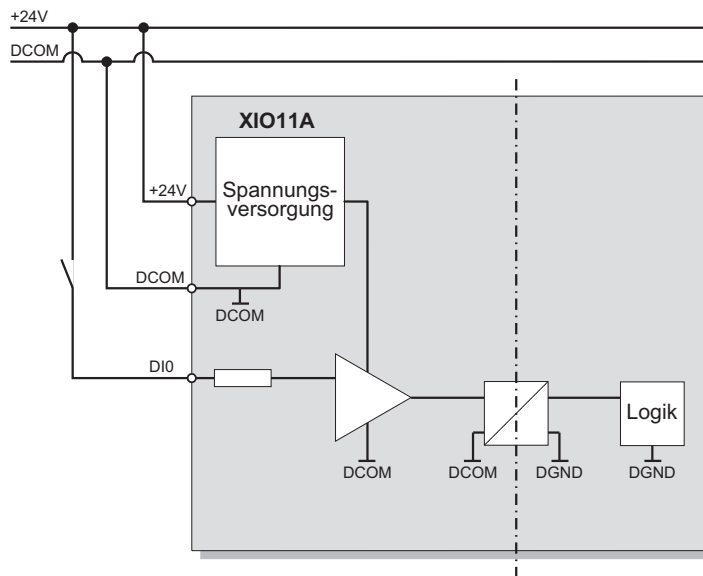 +24V
DCOM
XIO11A
+24V
Spannungs-
versorgung
DCOM
DCOM
DI0
Logik
DCOM
DCOM
DGND
DGND